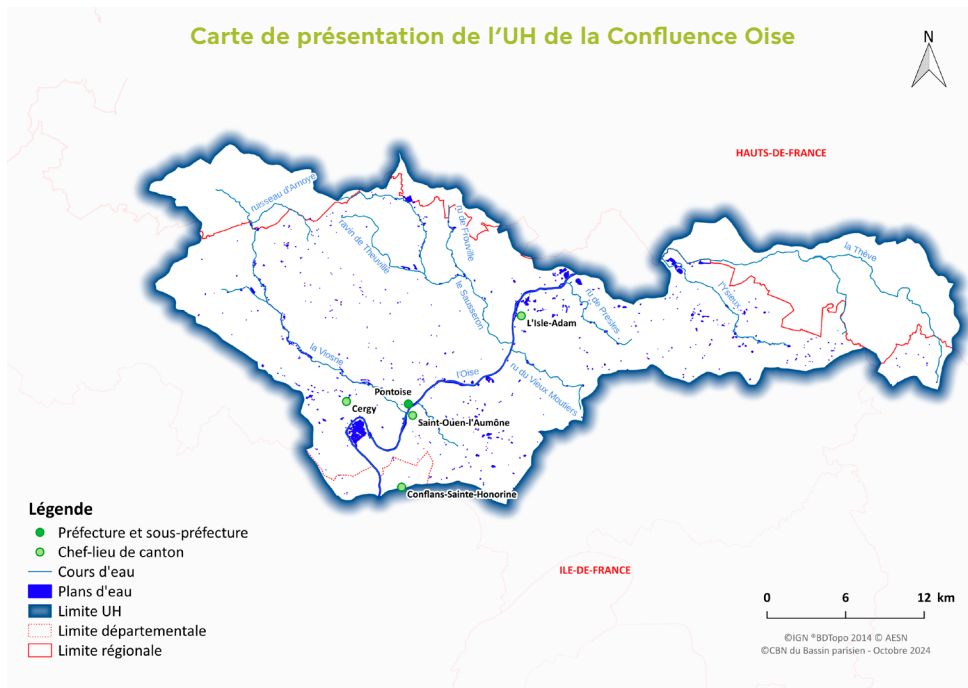 Carte de présentation de l'UH de la Confluence Oise
N
HAUTS-DE-FRANCE
ruisseau d'Arnoye
ru de Frouville
ravin de Theuville
la Thève
le Sausseron
ru de Presles
l'Ysieux
L'Isle-Adam
la Viosne
l'Oise
ru du Vieux Moutiers
Pontoise
Cergy
Saint-Ouen-l'Aumône
Conflans-Sainte-Honorine
Légende
Préfecture et sous-préfecture
Chef-lieu de canton
Cours d'eau
Plans d'eau
Limite UH
Limite départementale
Limite régionale
ILE-DE-FRANCE
0 6 12 km
©IGN ®BDTopo 2014 © AESN
©CBN du Bassin parisien - Octobre 2024